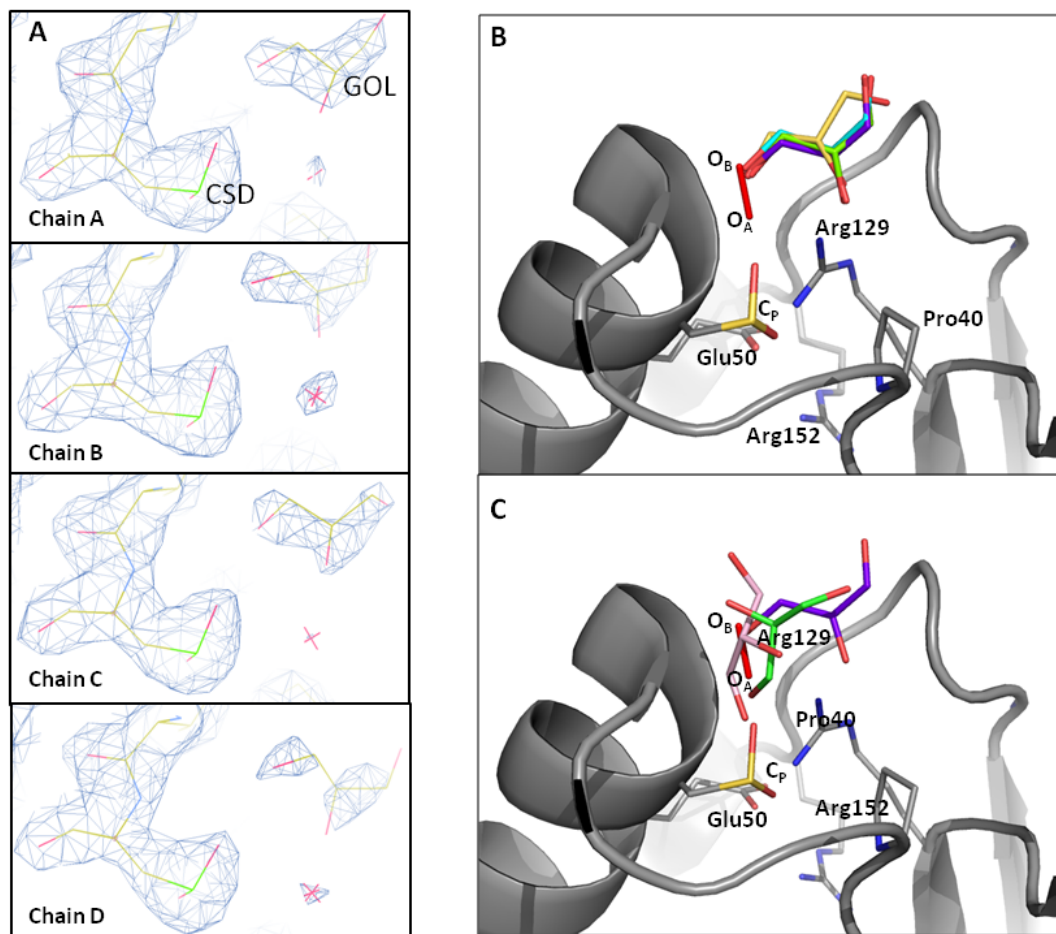 A
GOL
CSD
Chain A
Chain B
Chain C
Chain D
B
OB
OA
Arg129
CP
Pro40
Glu50
Arg152
C
OB
Arg129
OA
Pro40
CP
Arg152
Glu50